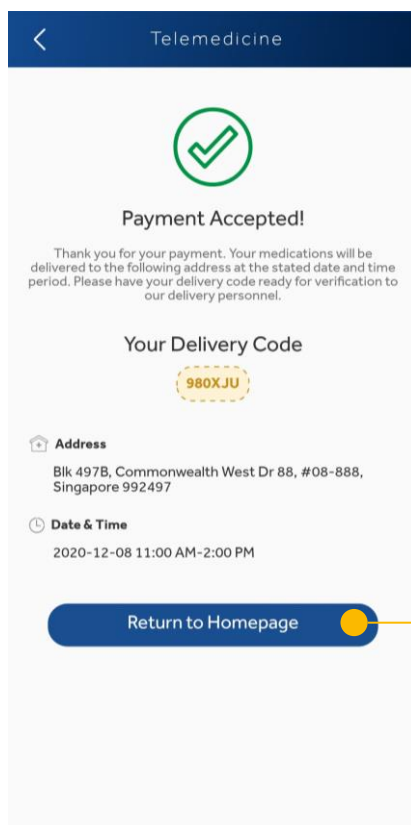 Telemedicine
Payment Accepted!
Thank you for your payment. Your medications will be
delivered to the following address at the stated date and time
period. Please have your delivery code ready for verification to
our delivery personnel.
Your Delivery Code
980XJU
Address
Blk 497B, Commonwealth West Dr 88, #08-888,
Singapore 992497
Date & Time
2020-12-08 11:00 AM-2:00 PM
Return to Homepage